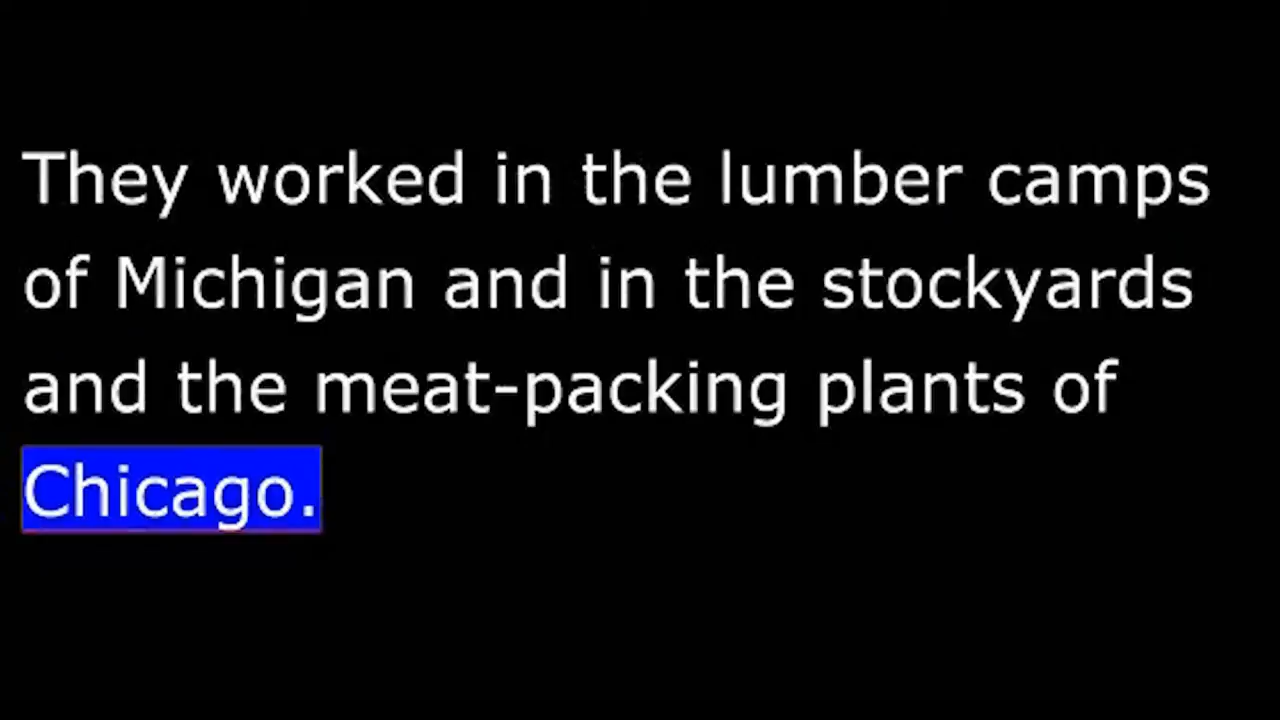 They worked in the lumber camps
of Michigan and in the stockyards
and the meat-packing plants of
Chicago.